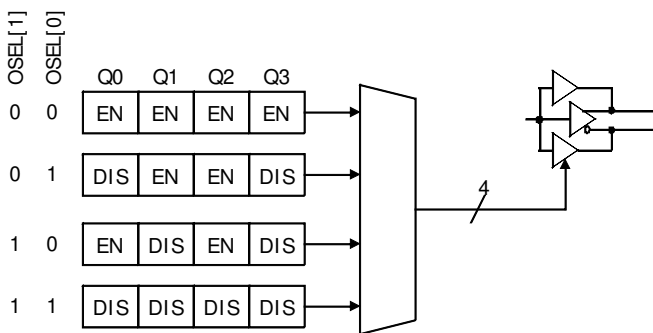 OSEL[1] OSEL[0] Q0 Q1 Q2 Q3
0 0 EN EN EN EN
0 1 DIS EN EN DIS
4
1 0 EN DIS EN DIS
1 1 DIS DIS DIS DIS